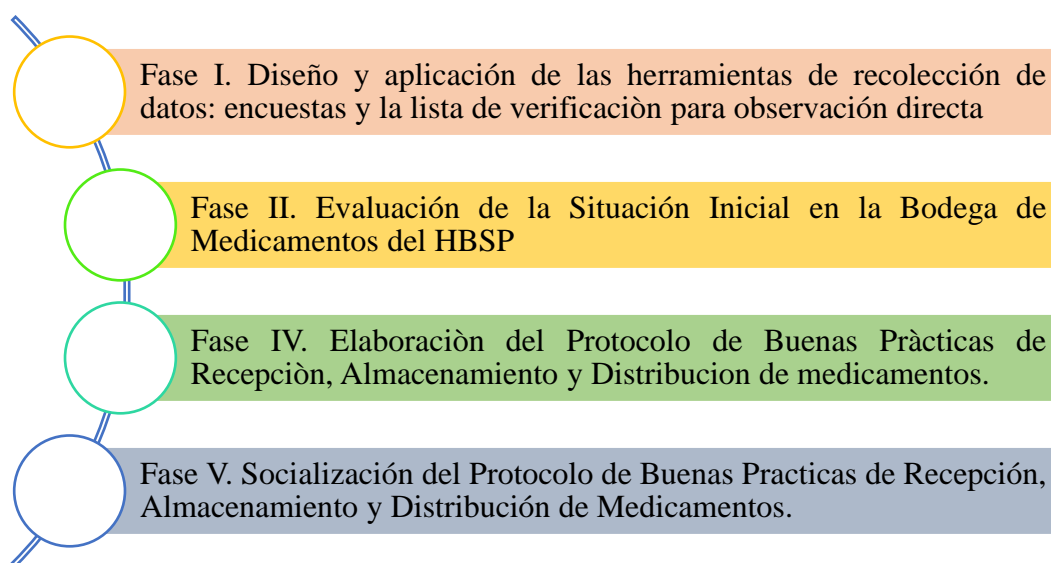 Fase I. Diseño y aplicación de las herramientas de recolección de
datos: encuestas y la lista de verificaciòn para observación directa
Fase II. Evaluación de la Situación Inicial en la Bodega de
Medicamentos del HBSP
Fase IV. Elaboraciòn del Protocolo de Buenas Pràcticas de
Recepciòn, Almacenamiento y Distribucion de medicamentos.
Fase V. Socialización del Protocolo de Buenas Practicas de Recepción,
Almacenamiento y Distribución de Medicamentos.